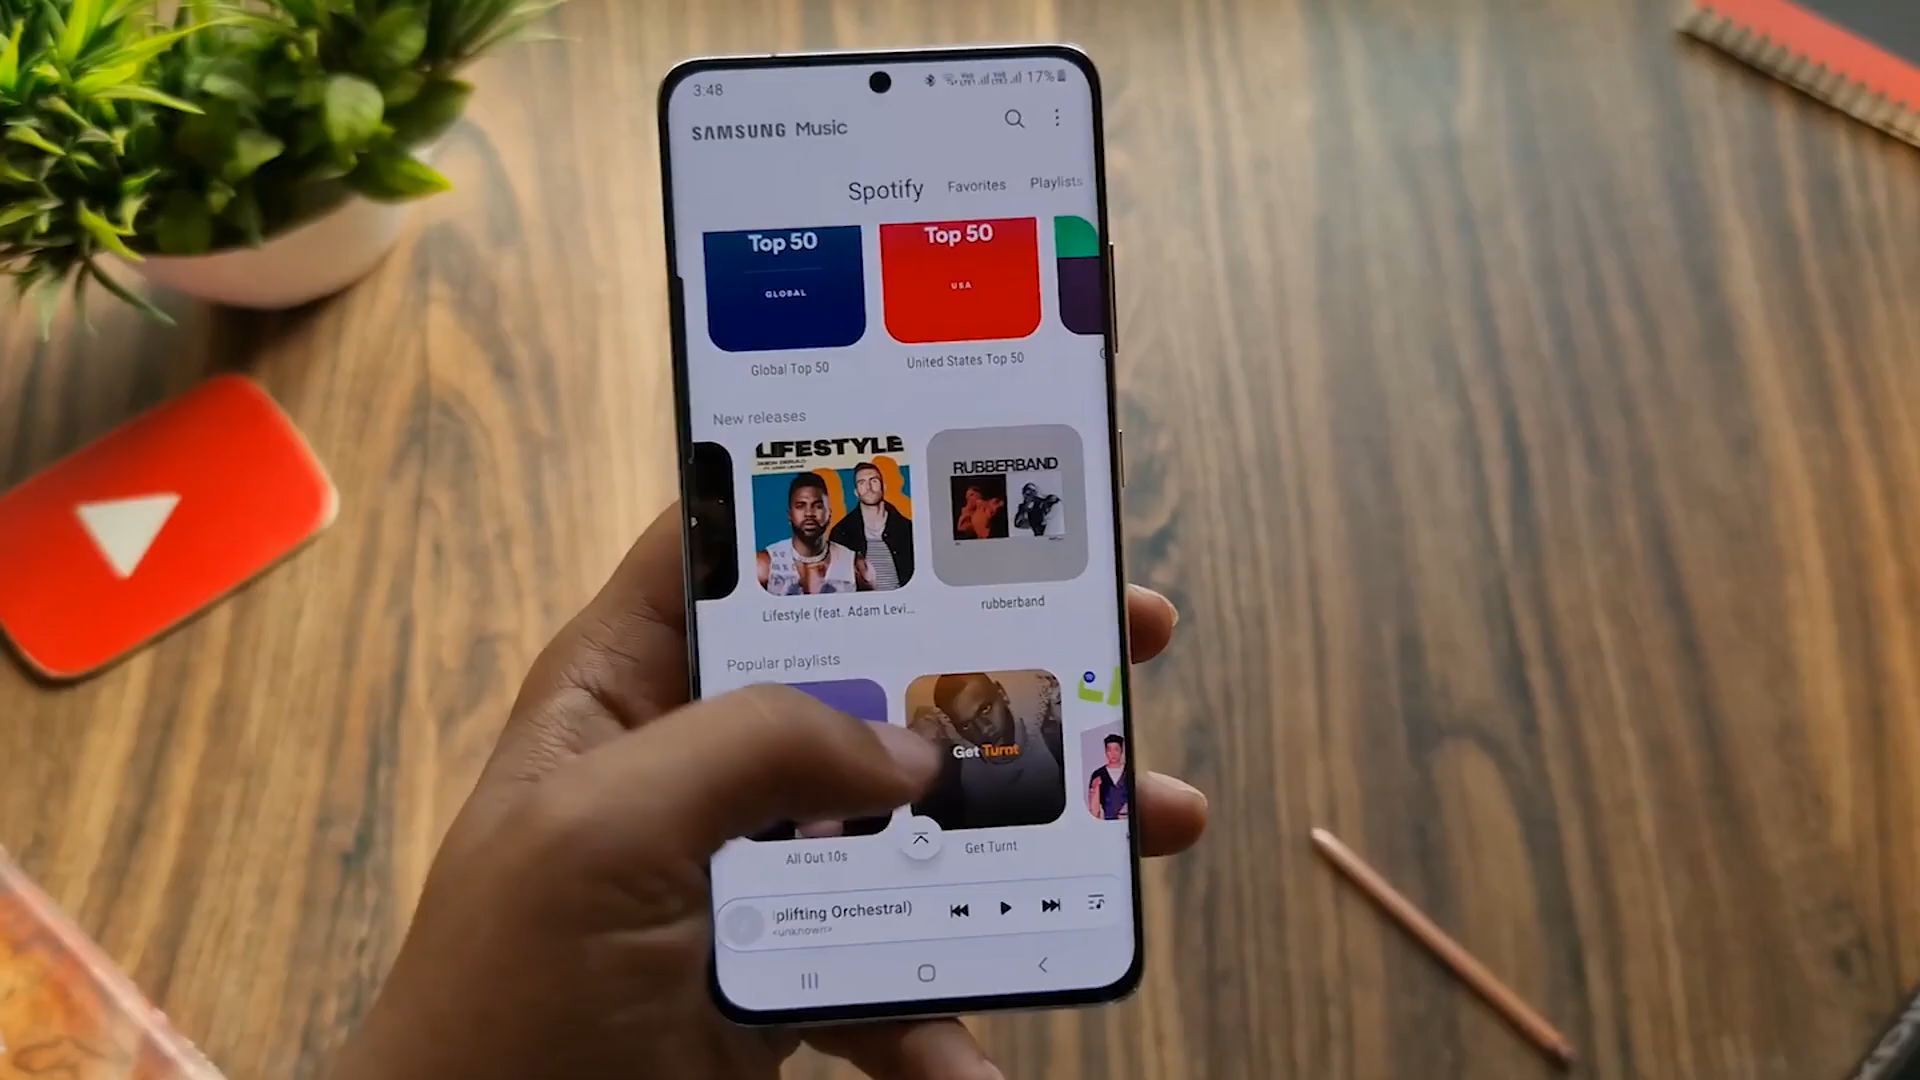 3:48
17%
SAMSUNG Music
Spotify Favorites Playlists
Top 50
GLOBAL
Top 50
USA
Global Top 50
United States Top 50
New releases
LIFESTYLE
RUBBERBAND
Lifestyle (feat. Adam Levi...
rubberband
Popular playlists
Get Turnt
All Out 10s
Get Turnt
plifting Orchestral)
<unknown>